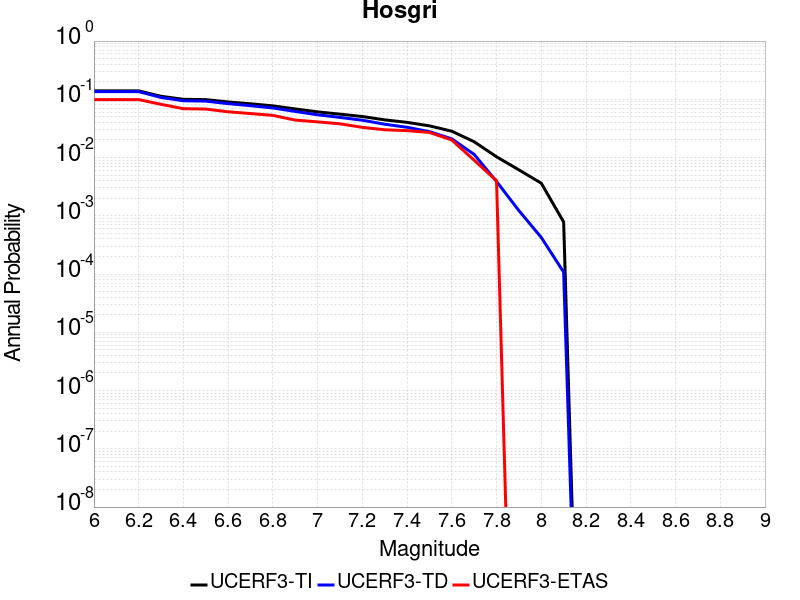 Hosgri
10^0
10^-1
10^-2
10^-3
10^-4
10^-5
10^-6
10^-7
10^-8
Annual Probability
6 6.2 6.4 6.6 6.8 7 7.2 7.4 7.6 7.8 8 8.2 8.4 8.6 8.8 9
Magnitude
UCERF3-TI UCERF3-TD UCERF3-ETAS